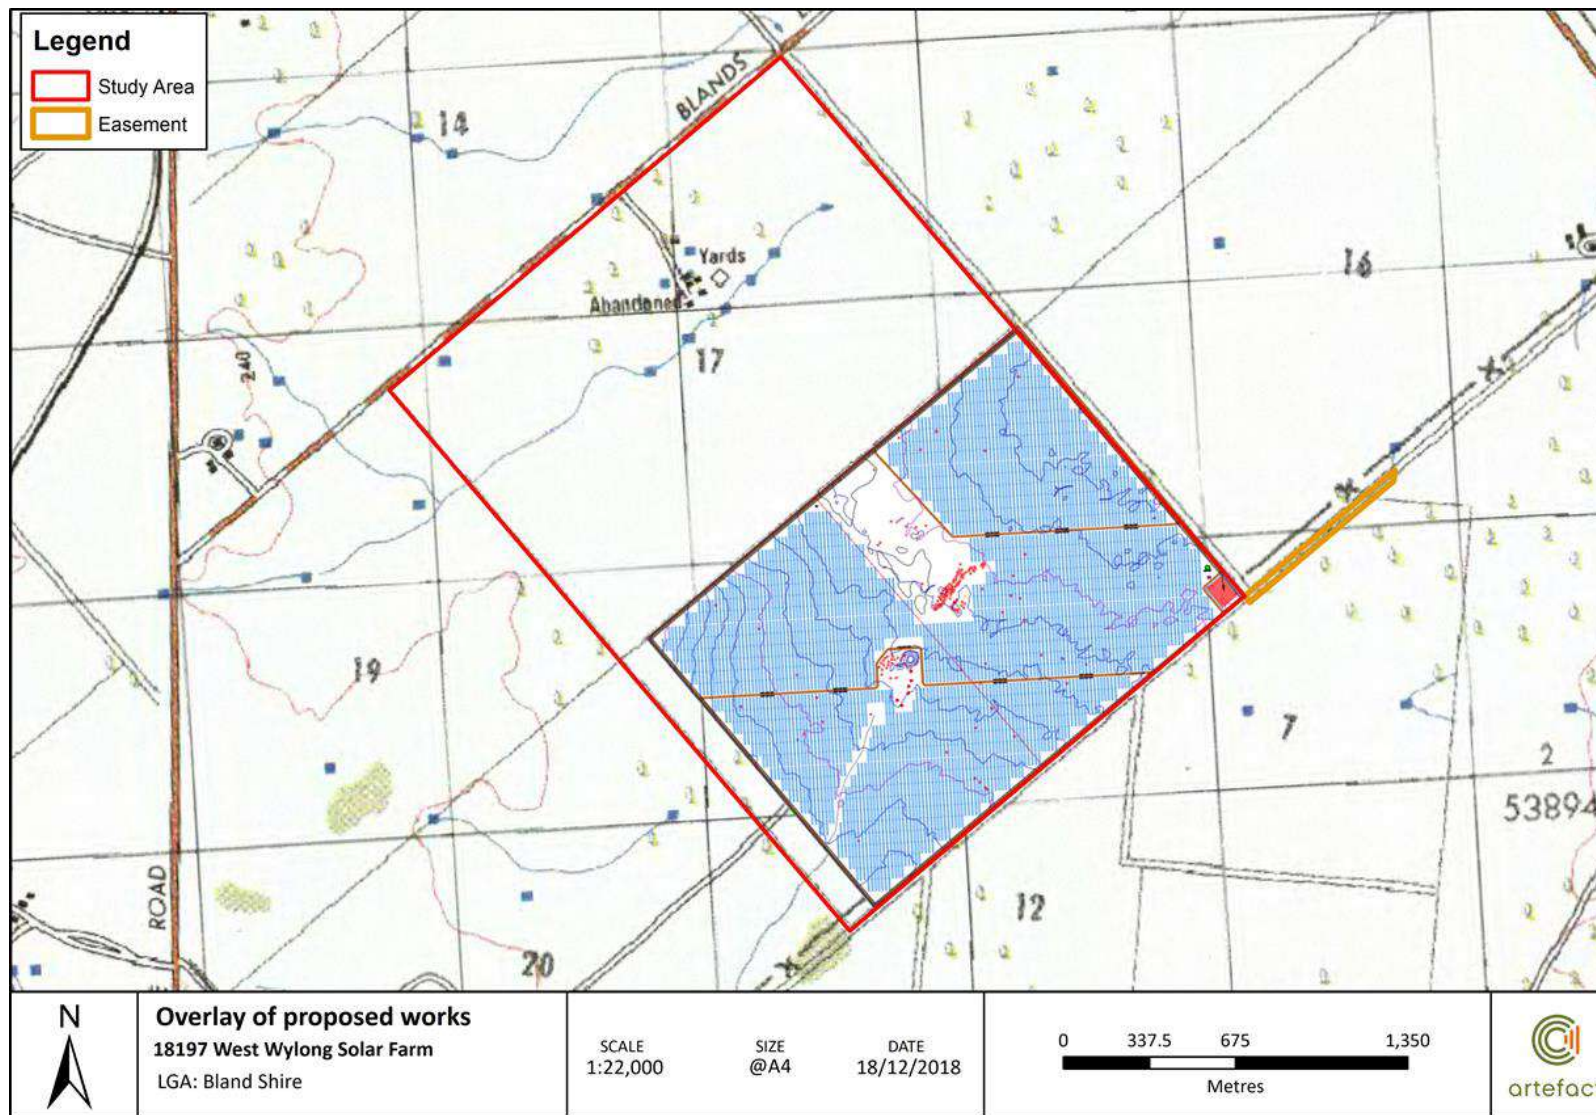 Legend
Study Area
Easement
BLANDS
14
16
Yards
Abandoned
17
240
19
7
2
53894
ROAD
12
20
N
Overlay of proposed works
18197 West Wylong Solar Farm
LGA: Bland Shire
SCALE
1:22,000
SIZE
@A4
DATE
18/12/2018
0 337.5 675 1,350
Metres
artefact